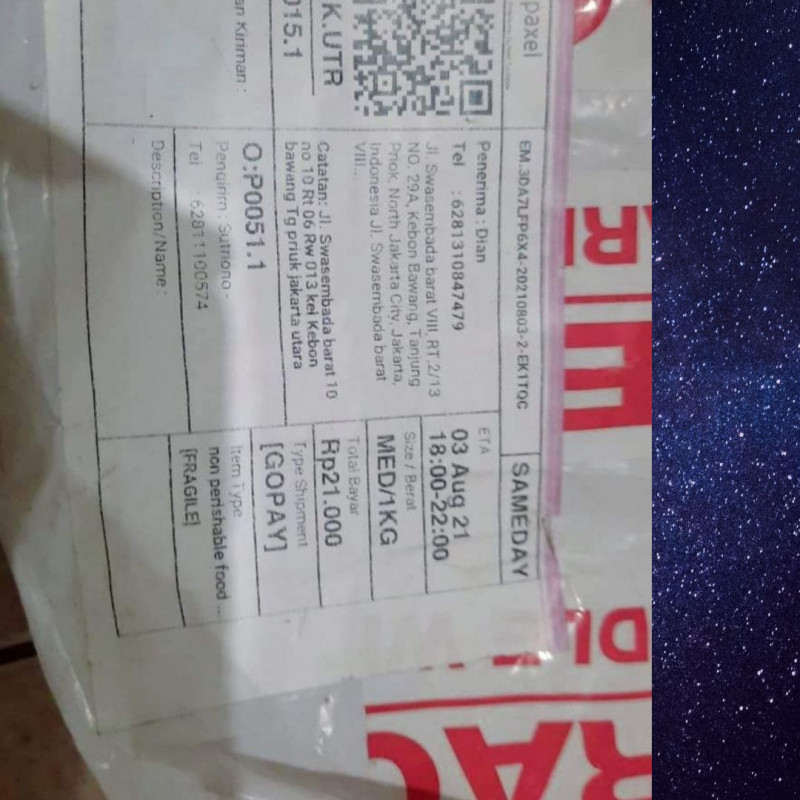 paxel
EM.3DA7LFP6X4-20210803-2-EK1TQC
SAMEDAY
K.UTR
015.1
Penerima : Dian
Tel : 6281310847479
Jl. Swasembada barat VIII, RT.2/13
NO. 29A, Kebon Bawang, Tanjung
Priok, North Jakarta City, Jakarta,
Indonesia Jl. Swasembada barat
VIII...
Catatan: Jl. Swasembada barat 10
no 10 Rt 06 Rw 013 kel Kebon
bawang Tg priuk jakarta utara
ETA
03 Aug 21
18:00-22:00
Size / Berat
MED/1KG
Total Bayar
Rp21.000
Type Shipment
[GOPAY]
an Kiriman :
O:P0051.1
Pengirim : Sutriono -
Tel : 62811100574
Description/Name :
Item Type
non perishable food ...
[FRAGILE]